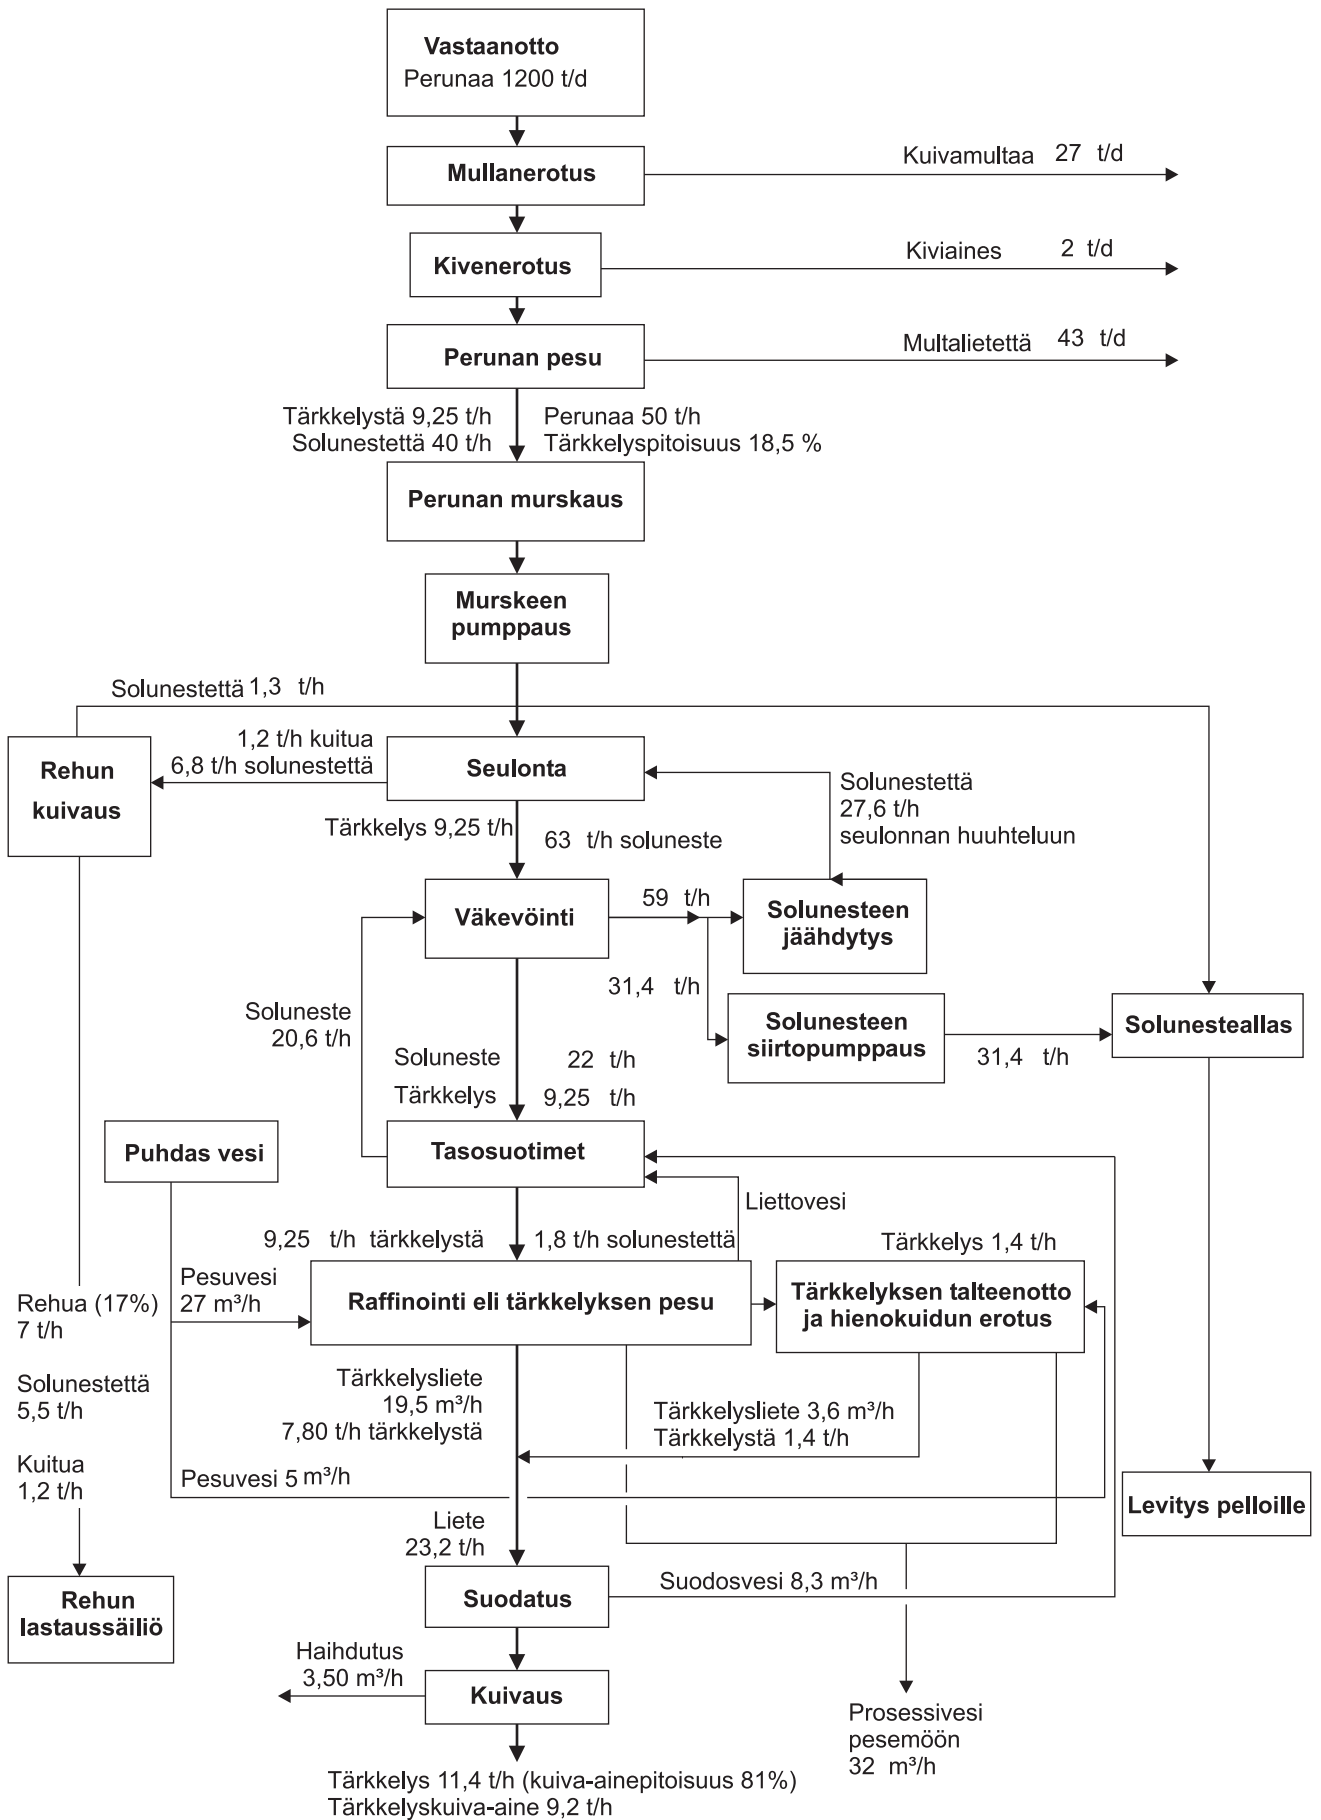 Vastaanotto
Perunaa 1200 t/d
Mullanerotus
Kuivamultaa 27 t/d
Kivenerotus
Kiviaines 2 t/d
Perunan pesu
Multalietettä 43 t/d
Tärkkelystä 9,25 t/h
Solunestettä 40 t/h
Perunaa 50 t/h
Tärkkelyspitoisuus 18,5 %
Perunan murskaus
Murskeen
pumppaus
Solunestettä 1,3 t/h
Rehun
kuivaus
1,2 t/h kuitua
6,8 t/h solunestettä
Seulonta
Solunestettä
27,6 t/h
seulonnan huuhteluun
Tärkkelys 9,25 t/h
63 t/h soluneste
Väkevöinti
59 t/h
Solunesteen
jäähdytys
31,4 t/h
Solunesteen
siirtopumppaus
31,4 t/h
Solunesteallas
Soluneste
20,6 t/h
Soluneste 22 t/h
Tärkkelys 9,25 t/h
Puhdas vesi
Tasosuotimet
Liettovesi
9,25 t/h tärkkelystä
1,8 t/h solunestettä
Tärkkelys 1,4 t/h
Pesuvesi
27 m³/h
Raffinointi eli tärkkelyksen pesu
Tärkkelyksen talteenotto
ja hienokuidun erotus
Rehua (17%)
7 t/h
Solunestettä
5,5 t/h
Kuitua
1,2 t/h
Tärkkelysliete
19,5 m³/h
7,80 t/h tärkkelystä
Tärkkelysliete 3,6 m³/h
Tärkkelystä 1,4 t/h
Pesuvesi 5 m³/h
Levitys pelloille
Liete
23,2 t/h
Rehun
lastaussäiliö
Suodatus
Suodosvesi 8,3 m³/h
Haihdutus
3,50 m³/h
Kuivaus
Prosessivesi
pesemöön
32 m³/h
Tärkkelys 11,4 t/h (kuiva-ainepitoisuus 81%)
Tärkkelyskuiva-aine 9,2 t/h